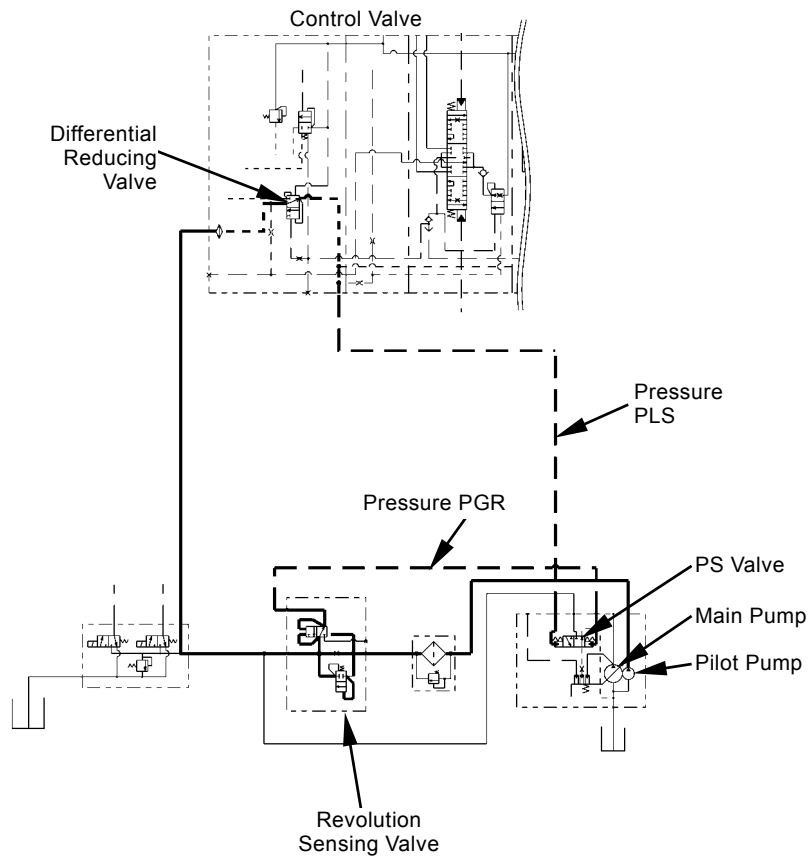 Control Valve
Differential
Reducing
Valve
Pressure
PLS
Pressure PGR
PS Valve
Main Pump
Pilot Pump
Revolution
Sensing Valve